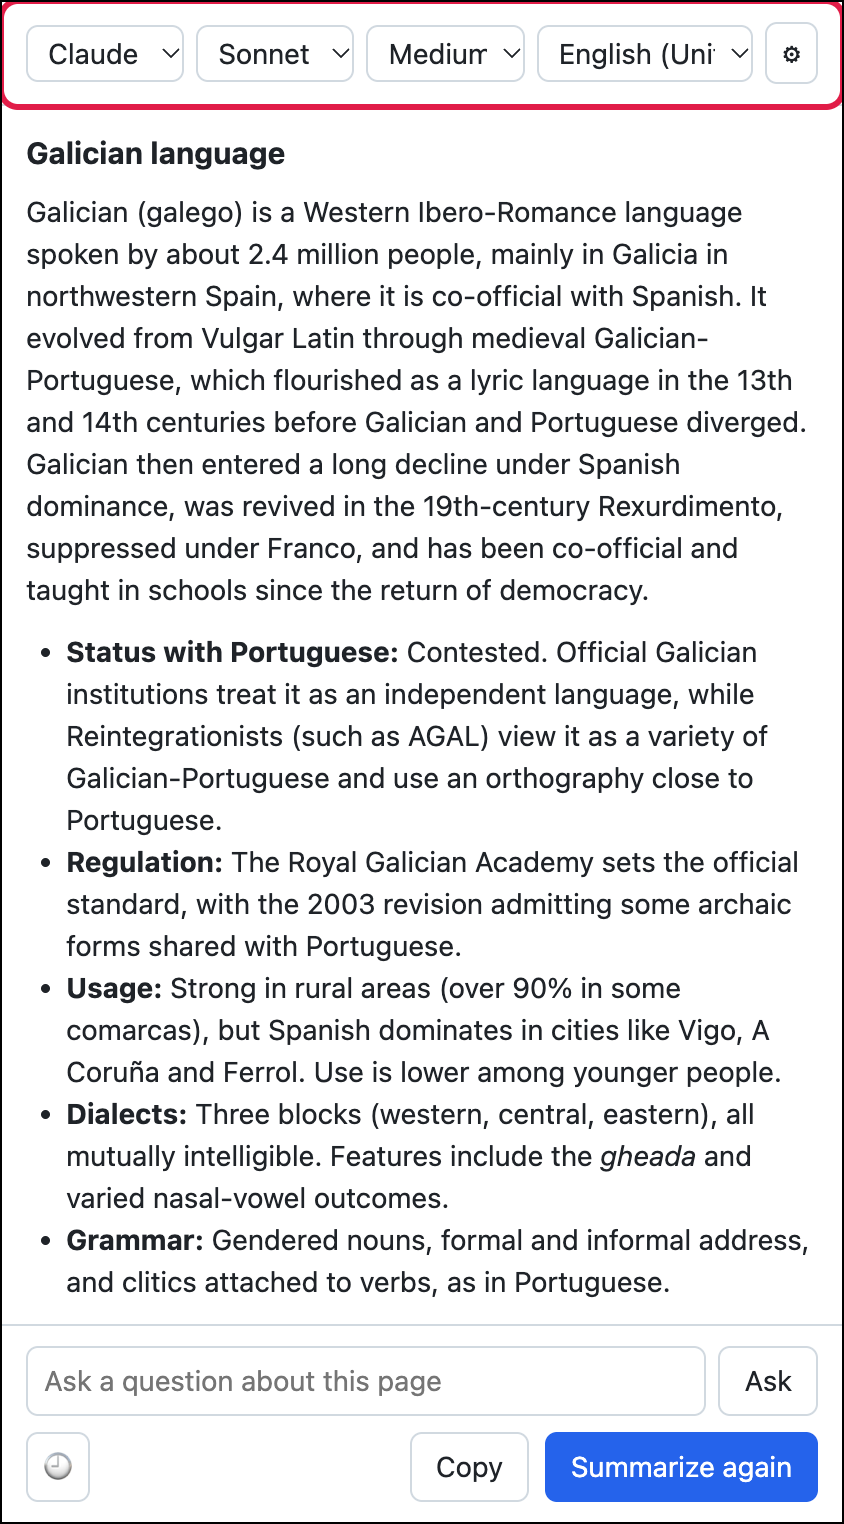 Claude Sonnet Medium English (Uni
Galician language
Galician (galego) is a Western Ibero-Romance language
spoken by about 2.4 million people, mainly in Galicia in
northwestern Spain, where it is co-official with Spanish. It
evolved from Vulgar Latin through medieval Galician-
Portuguese, which flourished as a lyric language in the 13th
and 14th centuries before Galician and Portuguese diverged.
Galician then entered a long decline under Spanish
dominance, was revived in the 19th-century Rexurdimento,
suppressed under Franco, and has been co-official and
taught in schools since the return of democracy.
• Status with Portuguese: Contested. Official Galician
institutions treat it as an independent language, while
Reintegrationists (such as AGAL) view it as a variety of
Galician-Portuguese and use an orthography close to
Portuguese.
• Regulation: The Royal Galician Academy sets the official
standard, with the 2003 revision admitting some archaic
forms shared with Portuguese.
• Usage: Strong in rural areas (over 90% in some
comarcas), but Spanish dominates in cities like Vigo, A
Coruña and Ferrol. Use is lower among younger people.
• Dialects: Three blocks (western, central, eastern), all
mutually intelligible. Features include the gheada and
varied nasal-vowel outcomes.
• Grammar: Gendered nouns, formal and informal address,
and clitics attached to verbs, as in Portuguese.
Ask a question about this page Ask
Copy Summarize again